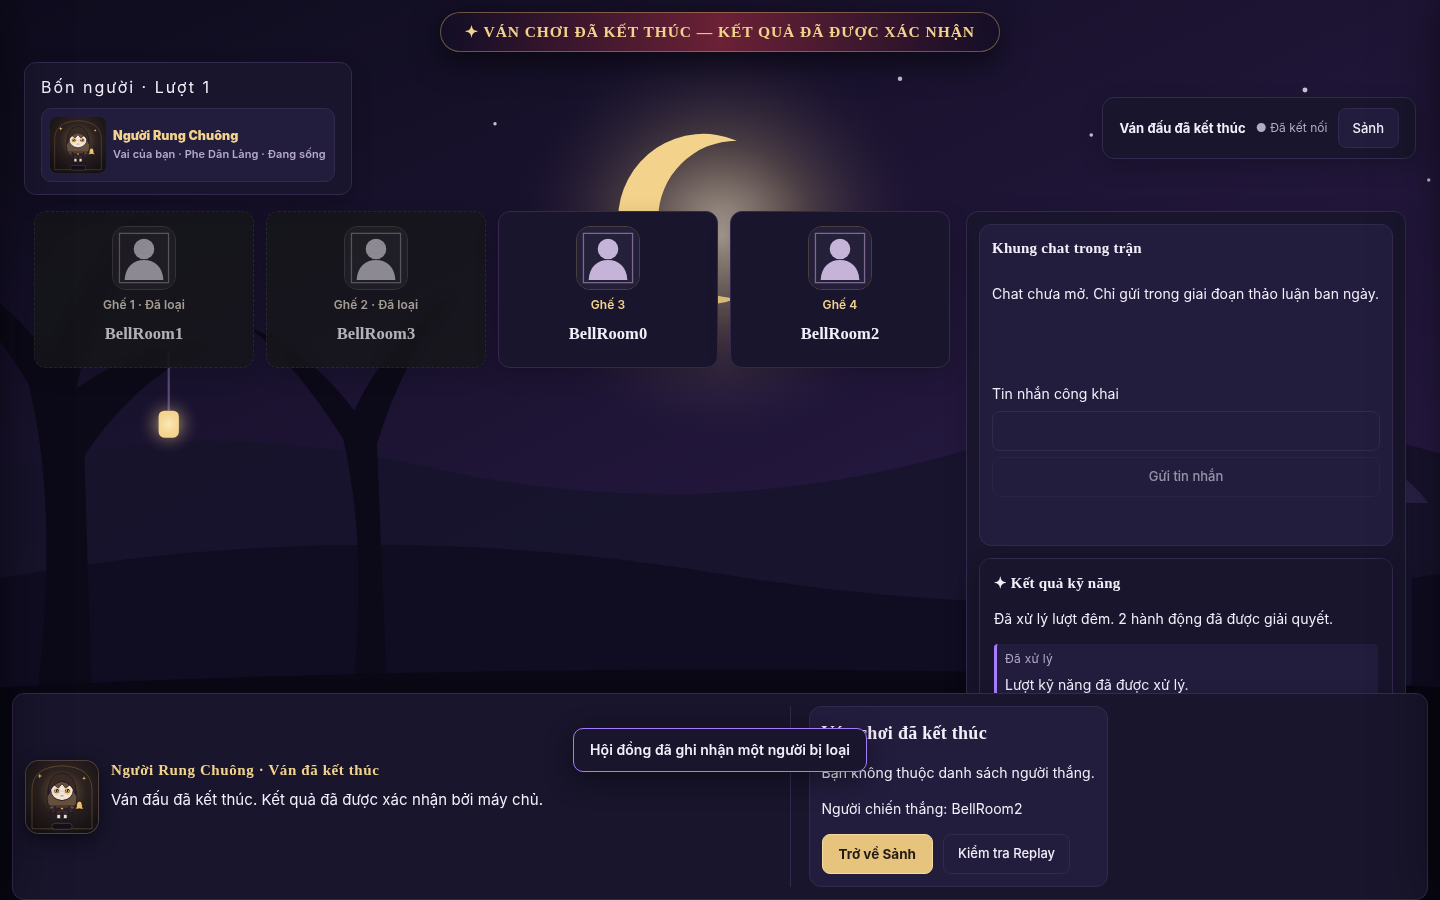 ✦ VÁN CHƠI ĐÃ KẾT THÚC — KẾT QUẢ ĐÃ ĐƯỢC XÁC NHẬN
Bốn người · Lượt 1
Người Rung Chuông
Vai của bạn · Phe Dân Làng · Đang sống
Ván đấu đã kết thúc
Đã kết nối
Sảnh
Ghế 1 · Đã loại
BellRoom1
Ghế 2 · Đã loại
BellRoom3
Ghế 3
BellRoom0
Ghế 4
BellRoom2
Khung chat trong trận
Chat chưa mở. Chỉ gửi trong giai đoạn thảo luận ban ngày.
Tin nhắn công khai
Gửi tin nhắn
✦ Kết quả kỹ năng
Đã xử lý lượt đêm. 2 hành động đã được giải quyết.
Đã xử lý
Lượt kỹ năng đã được xử lý.
Người Rung Chuông · Ván đã kết thúc
Ván đấu đã kết thúc. Kết quả đã được xác nhận bởi máy chủ.
Hội đồng đã ghi nhận một người bị loại
chơi đã kết thúc
Bạn không thuộc danh sách người thắng.
Người chiến thắng: BellRoom2
Trở về Sảnh
Kiểm tra Replay